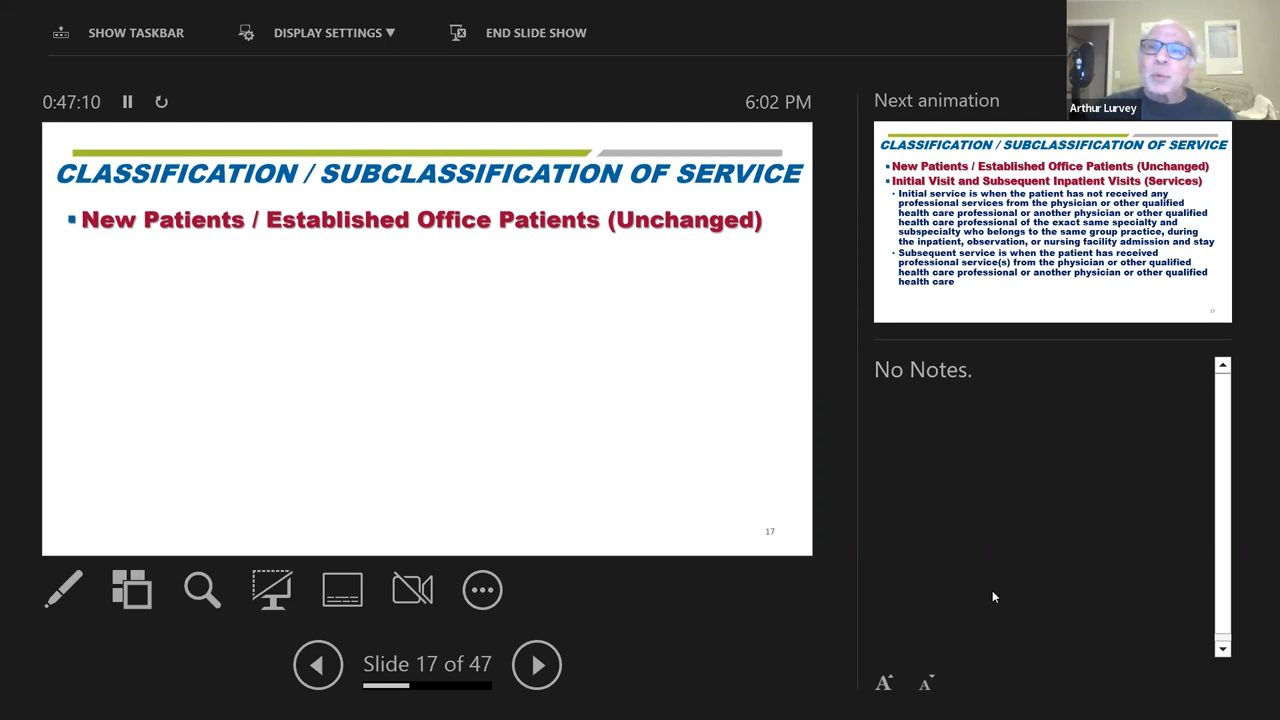 SHOW TASKBAR
DISPLAY SETTINGS ▼
END SLIDE SHOW
Arthur Lurvey
0:47:10
6:02 PM
CLASSIFICATION / SUBCLASSIFICATION OF SERVICE
▪ New Patients / Established Office Patients (Unchanged)
17
Next animation
CLASSIFICATION / SUBCLASSIFICATION OF SERVICE
▪ New Patients / Established Office Patients (Unchanged)
▪ Initial Visit and Subsequent Inpatient Visits (Services)
• Initial service is when the patient has not received any
professional services from the physician or other qualified
health care professional or another physician or other qualified
health care professional of the exact same specialty and
subspecialty who belongs to the same group practice, during
the inpatient, observation, or nursing facility admission and stay
• Subsequent service is when the patient has received
professional service(s) from the physician or other qualified
health care professional or another physician or other qualified
health care
17
No Notes.
Slide 17 of 47
A
A